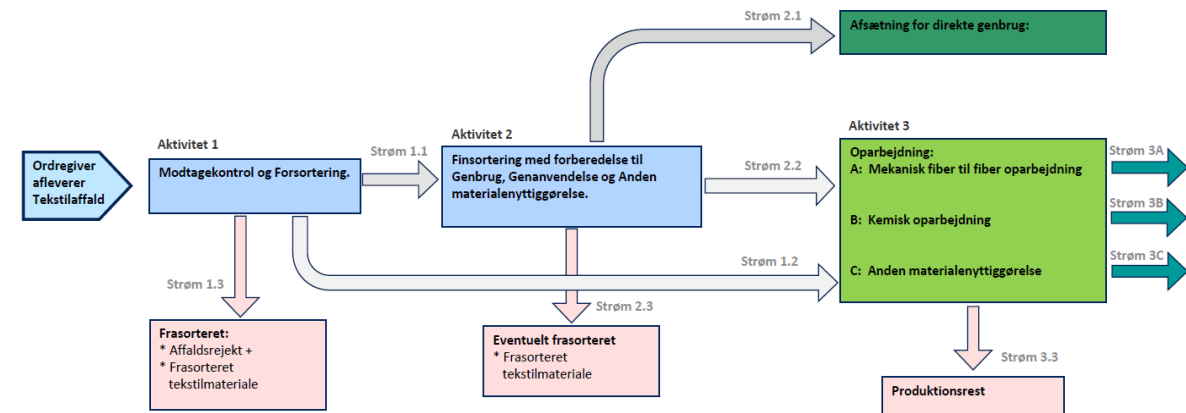 Strøm 2.1
Afsætning for direkte genbrug:
Aktivitet 1
Aktivitet 2
Aktivitet 3
Ordregiver
afleverer
Tekstilaffald
Modtagekontrol og Forsortering.
Strøm 1.1
Finsortering med forberedelse til
Genbrug, Genanvendelse og Anden
materialenyttiggørelse.
Strøm 2.2
Oparbejdning:
A: Mekanisk fiber til fiber oparbejdning
B: Kemisk oparbejdning
C: Anden materialenyttiggørelse
Strøm 3A
Strøm 3B
Strøm 3C
Strøm 1.2
Strøm 1.3
Strøm 2.3
Strøm 3.3
Frasorteret:
* Affaldsrejekt +
* Frasorteret
tekstilmateriale
Eventuelt frasorteret
* Frasorteret
tekstilmateriale
Produktionsrest